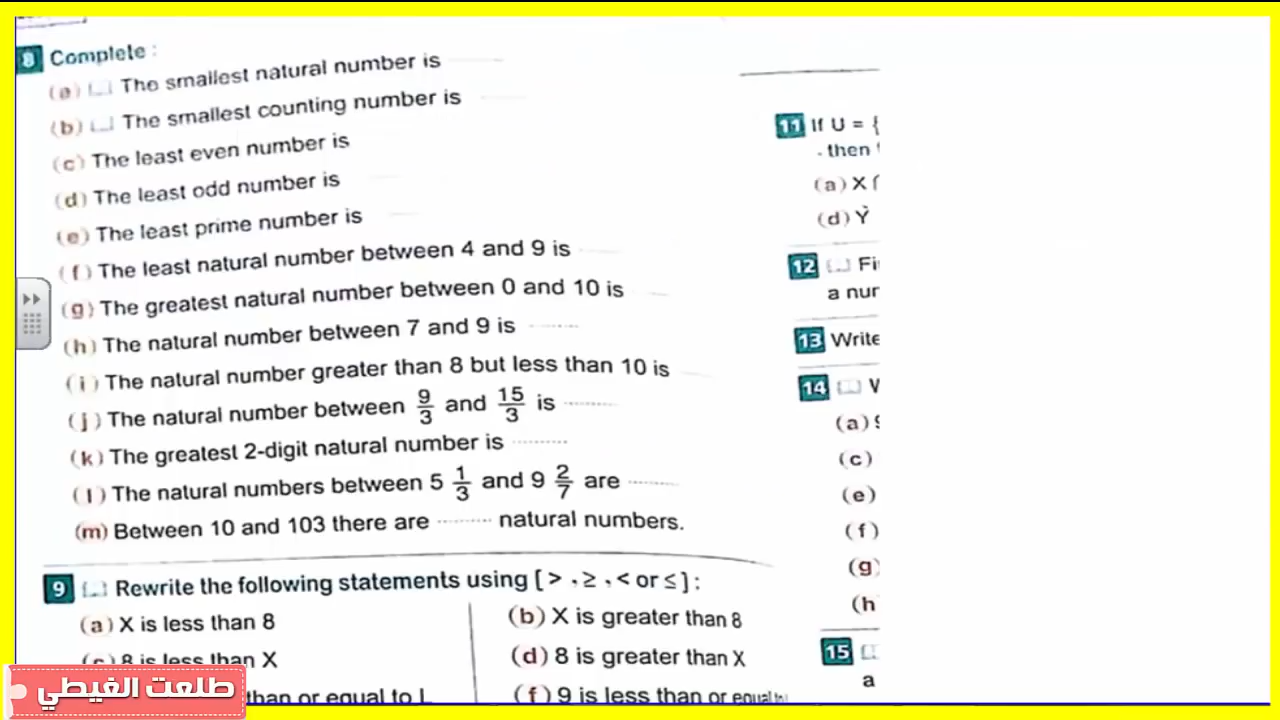 8 Complete :
(a) The smallest natural number is
(b) The smallest counting number is
(c) The least even number is
(d) The least odd number is
(e) The least prime number is
(f) The least natural number between 4 and 9 is
(g) The greatest natural number between 0 and 10 is
(h) The natural number between 7 and 9 is ..........
(i) The natural number greater than 8 but less than 10 is
(j) The natural number between 9/3 and 15/3 is ..........
(k) The greatest 2-digit natural number is ..........
(l) The natural numbers between 5 1/3 and 9 2/7 are ..........
(m) Between 10 and 103 there are .......... natural numbers.
9 Rewrite the following statements using [ > , ≥ , < or ≤ ] :
(a) X is less than 8
(b) X is greater than 8
(c) 8 is less than X
(d) 8 is greater than X
than or equal to
(f) 9 is less than or equal to
11 If U = {
then
(a) X
(d) Y
12
a
13 Write
14
(a) 9
(c)
(e)
(f)
(g)
(h
15
a
طلعت الغيطي